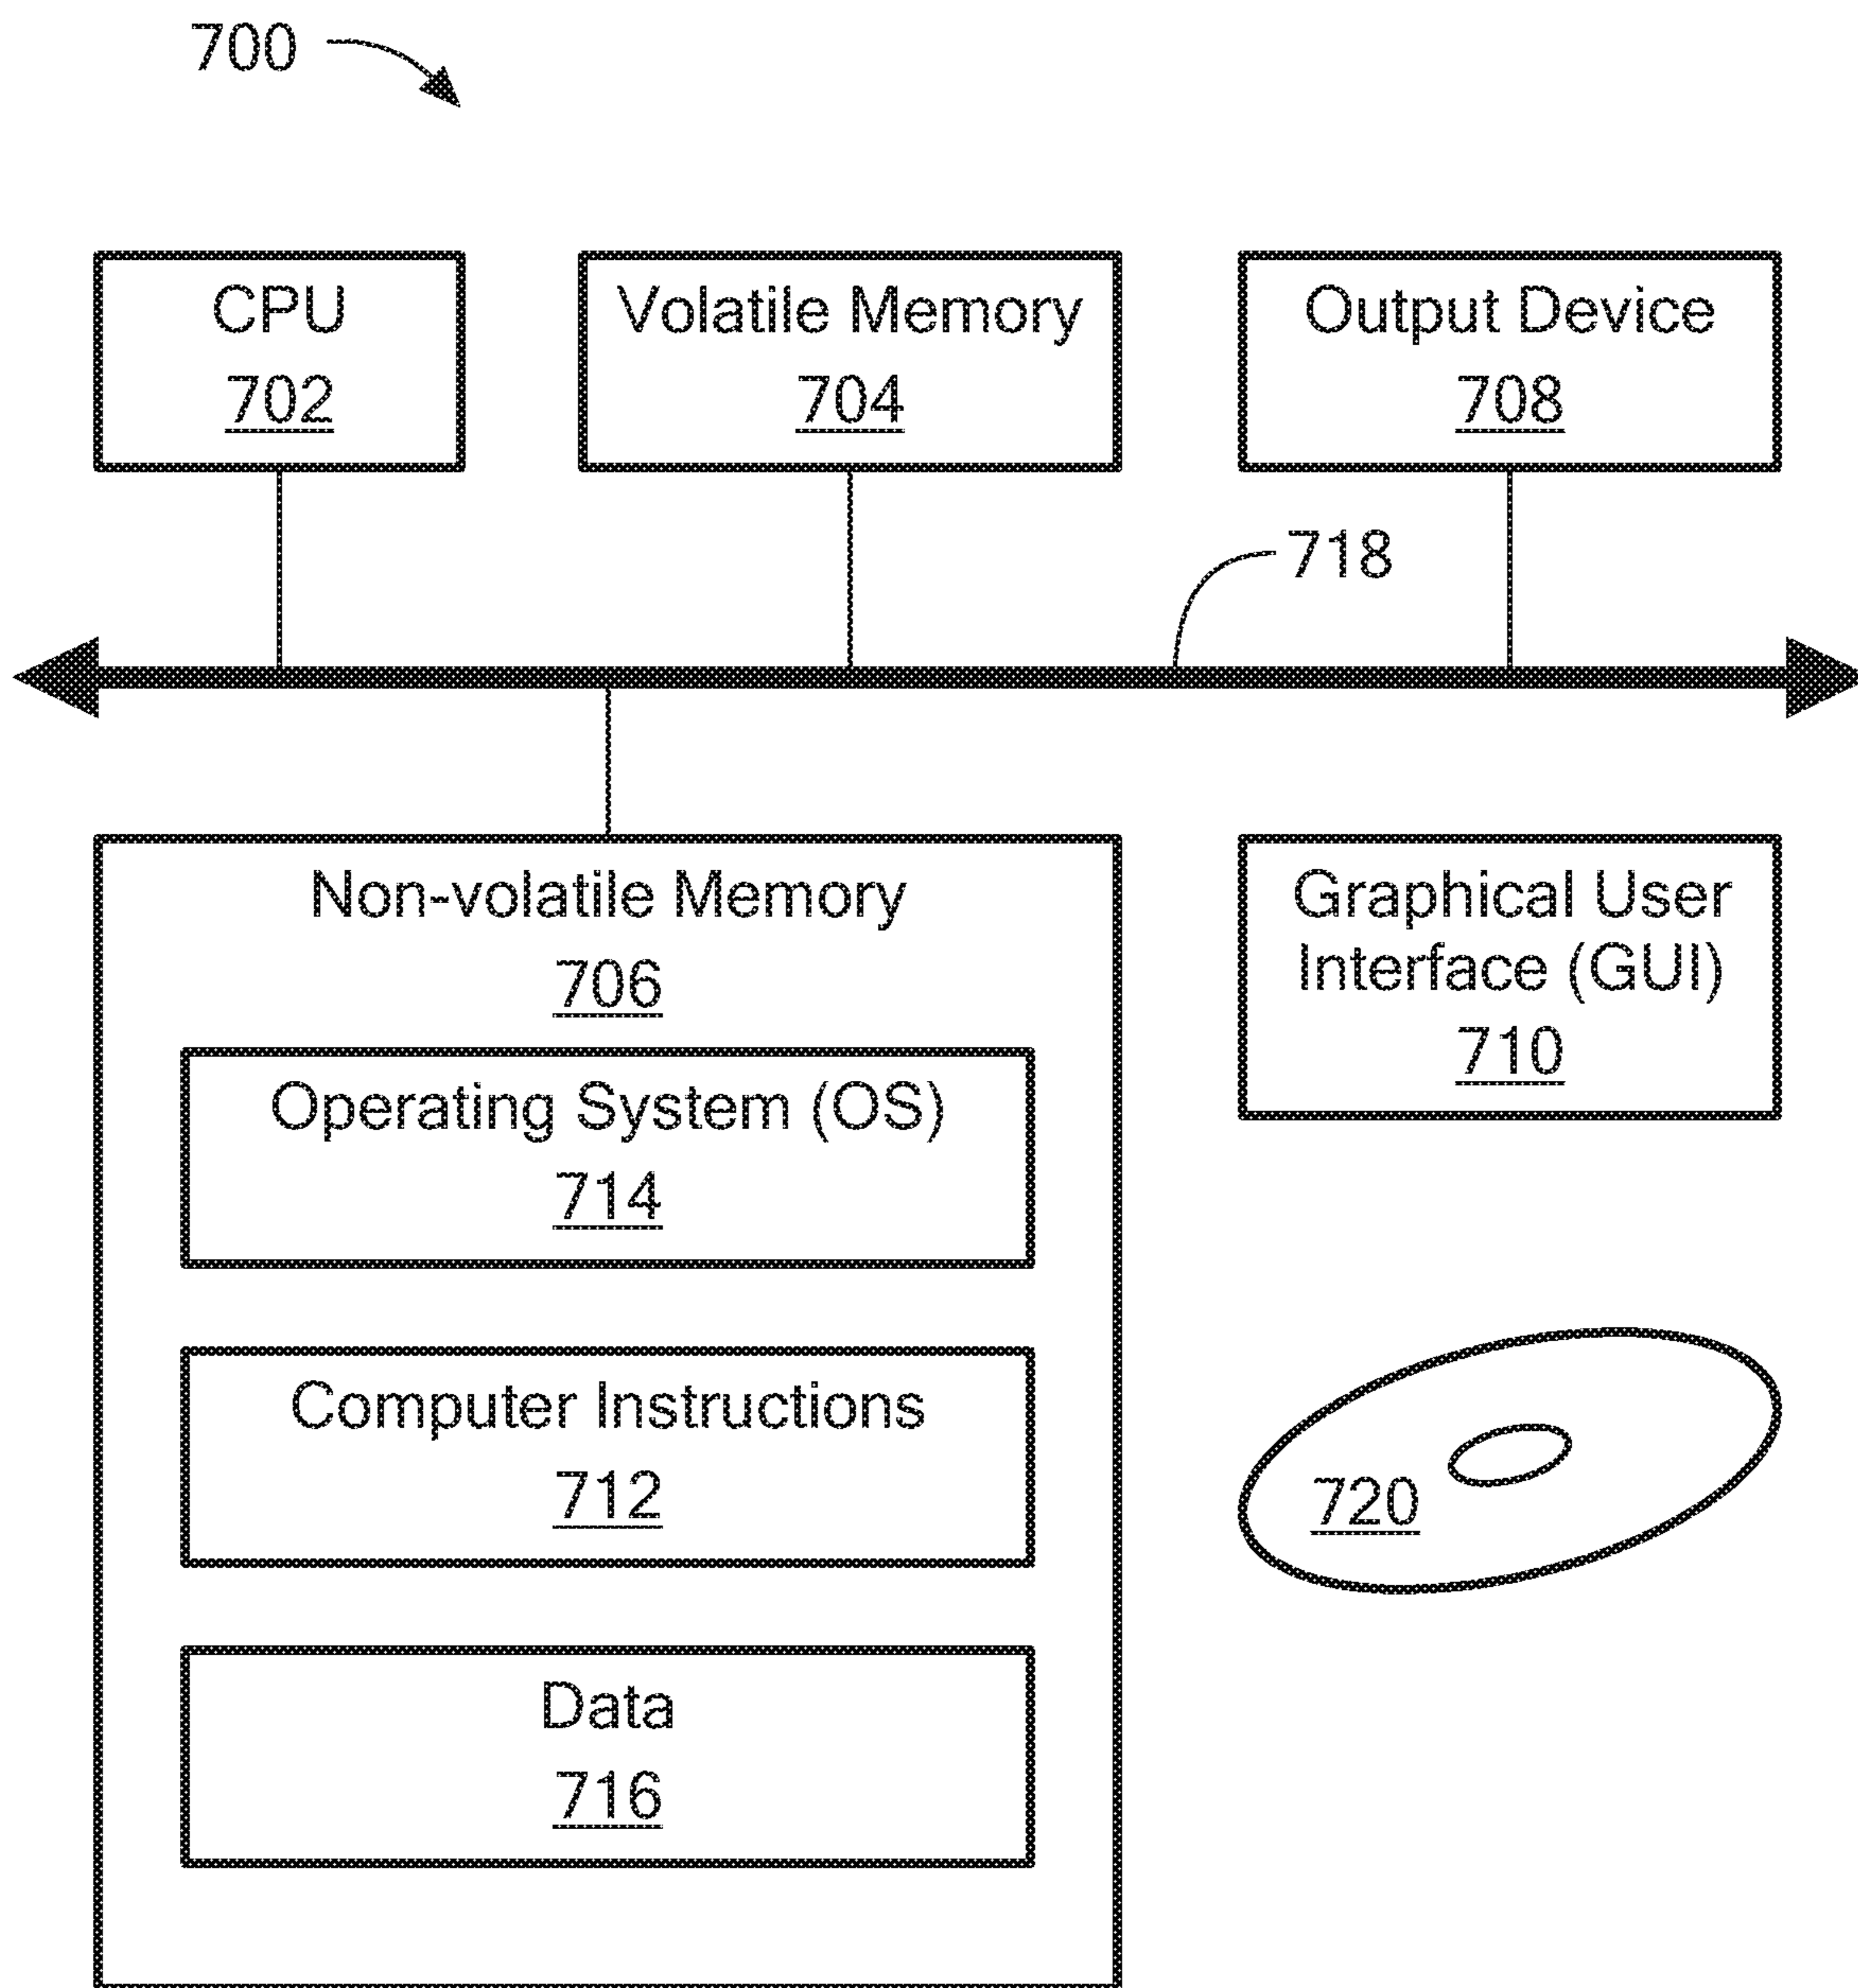 700
CPU
702
Volatile Memory
704
Output Device
708
718
Non-volatile Memory
706
Operating System (OS)
714
Computer Instructions
712
Data
716
Graphical User
Interface (GUI)
710
720